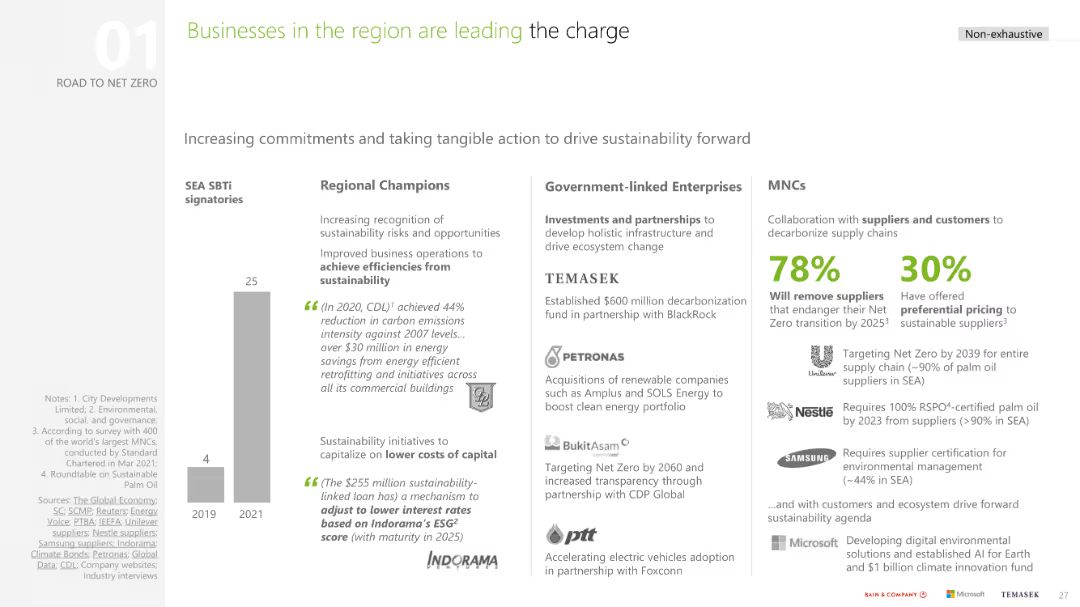 01
ROAD TO NET ZERO
Businesses in the region are leading the charge
Non-exhaustive
Increasing commitments and taking tangible action to drive sustainability forward
SEA SBTi
signatories
25
4
2019
2021
Regional Champions
Increasing recognition of
sustainability risks and opportunities
Improved business operations to
achieve efficiencies from
sustainability
“(In 2020, CDL)1 achieved 44%
reduction in carbon emissions
intensity against 2007 levels...
over $30 million in energy
savings from energy efficient
retrofitting and initiatives across
all its commercial buildings
Sustainability initiatives to
capitalize on lower costs of capital
“(The $255 million sustainability-
linked loan has) a mechanism to
adjust to lower interest rates
based on Indorama's ESG2
score (with maturity in 2025)
INDORAMA
Government-linked Enterprises
Investments and partnerships to
develop holistic infrastructure and
drive ecosystem change
TEMASEK
Established $600 million decarbonization
fund in partnership with BlackRock
PETRONAS
Acquisitions of renewable companies
such as Amplus and SOLS Energy to
boost clean energy portfolio
BukitAsam
Targeting Net Zero by 2060 and
increased transparency through
partnership with CDP Global
ptt
Accelerating electric vehicles adoption
in partnership with Foxconn
MNCs
Collaboration with suppliers and customers to
decarbonize supply chains
78%
Will remove suppliers
that endanger their Net
Zero transition by 20253
30%
Have offered
preferential pricing to
sustainable suppliers3
Unilever
Targeting Net Zero by 2039 for entire
supply chain (~90% of palm oil
suppliers in SEA)
Nestlé
Requires 100% RSPO4-certified palm oil
by 2023 from suppliers (>90% in SEA)
SAMSUNG
Requires supplier certification for
environmental management
(~44% in SEA)
...and with customers and ecosystem drive forward
sustainability agenda
Microsoft
Developing digital environmental
solutions and established AI for Earth
and $1 billion climate innovation fund
Notes: 1. City Developments
Limited; 2. Environmental,
social, and governance;
3. According to survey with 400
of the world's largest MNCs,
conducted by Standard
Chartered in Mar 2021;
4. Roundtable on Sustainable
Palm Oil
Sources: The Global Economy;
SC; SCMP; Reuters; Energy
Voice; PTBA; IEEFA, Unilever
suppliers; Nestle suppliers;
Samsung suppliers; Indorama;
Climate Bonds, Petronas; Global
Data; CDL; Company websites;
Industry interviews
BAIN & COMPANY
Microsoft
TEMASEK
27